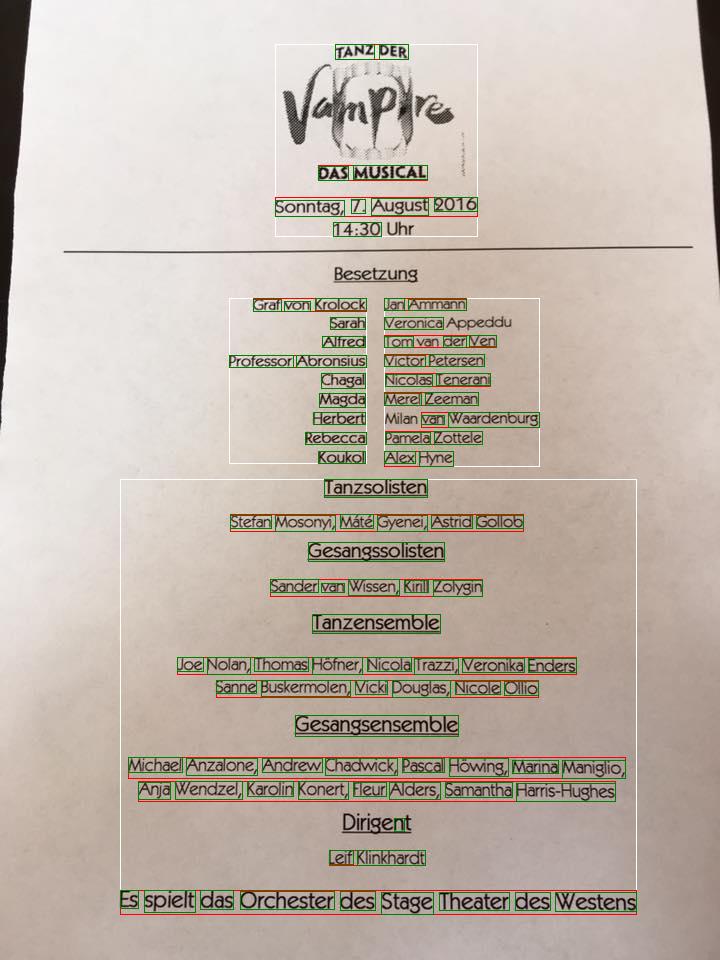 TANZ DER
Vampire
DAS MUSICAL
Sonntag, 7. August 2016
14:30 Uhr
Besetzung
Graf von Krolock Jan Ammann
Sarah Veronica Appeddu
Alfred Tom van der Ven
Professor Abronsius Victor Petersen
Chagal Nicolas Tenerani
Magda Merel Zeeman
Herbert Milan van Waardenburg
Rebecca Pamela Zottele
Koukol Alex Hyne
Tanzsolisten
Stefan Mosonyi, Máté Gyenei, Astrid Gollob
Gesangssolisten
Sander van Wissen, Kirill Zolygin
Tanzensemble
Joe Nolan, Thomas Höfner, Nicola Trazzi, Veronika Enders
Sanne Buskermolen, Vicki Douglas, Nicole Ollio
Gesangsensemble
Michael Anzalone, Andrew Chadwick, Pascal Höwing, Marina Maniglio,
Anja Wendzel, Karolin Konert, Fleur Alders, Samantha Harris-Hughes
Dirigent
Leif Klinkhardt
Es spielt das Orchester des Stage Theater des Westens